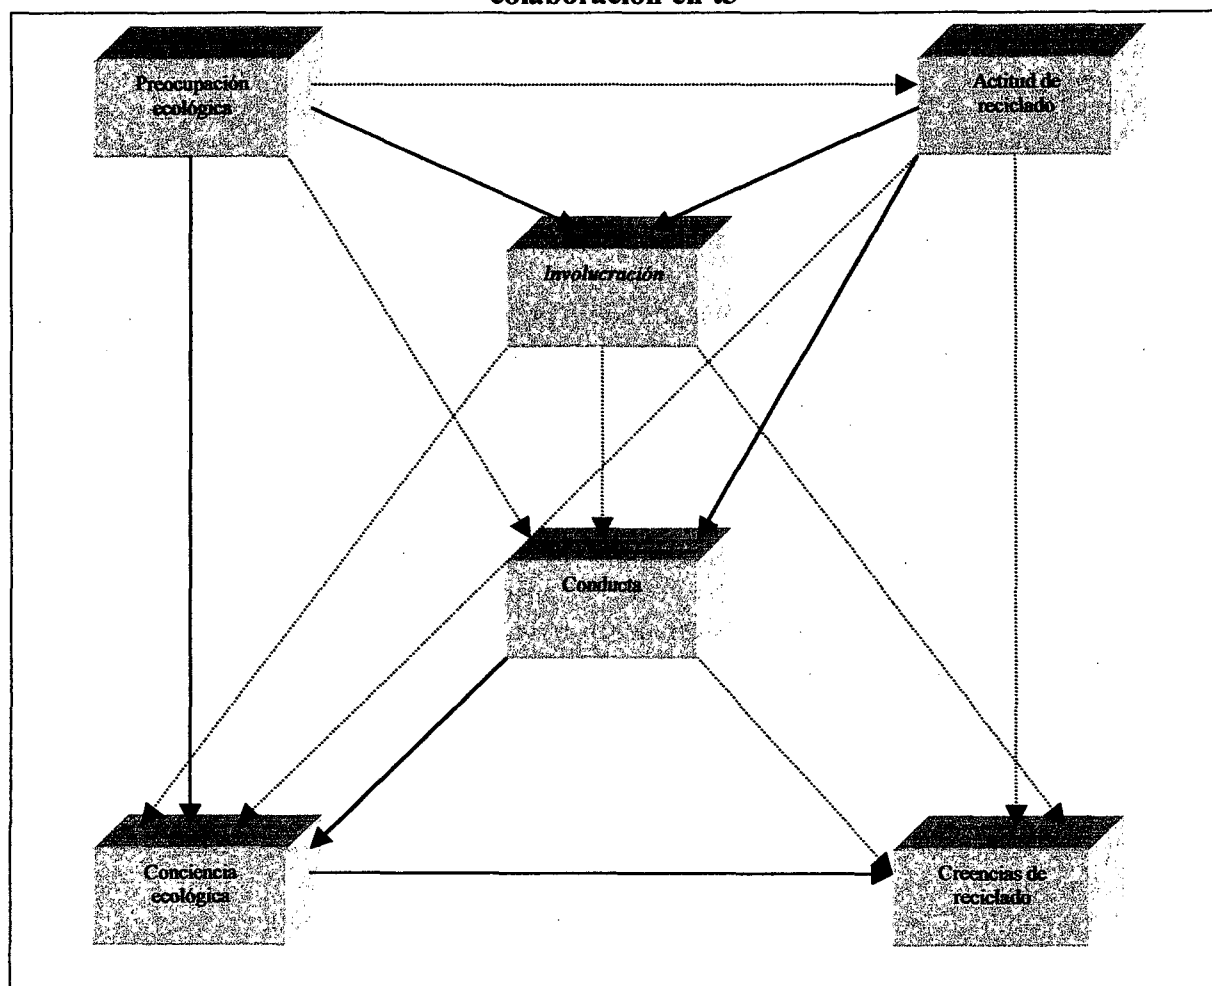 colaboración en t3
Preocupación
ecológica
Actitud de
reciclado
Involucración
Conducta
Conciencia
ecológica
Creencias de
reciclado